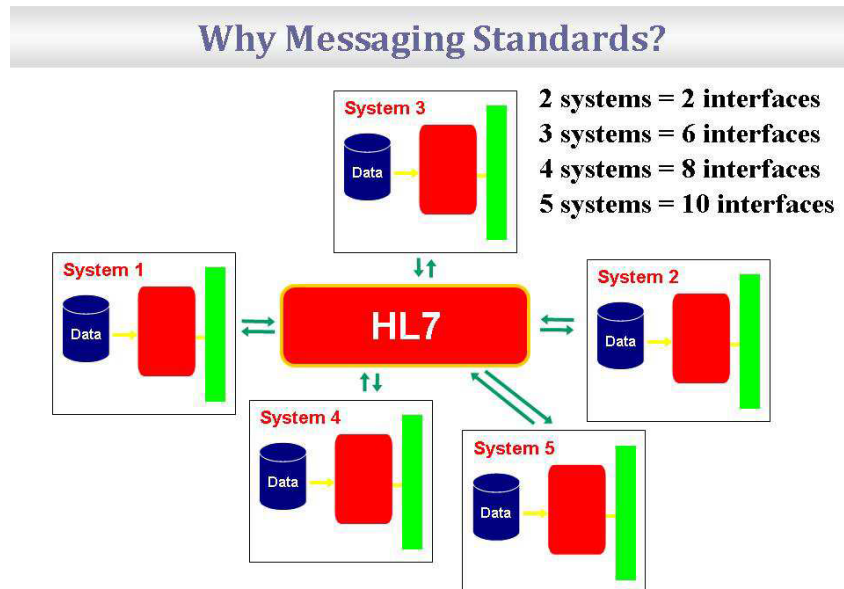 Why Messaging Standards?
2 systems = 2 interfaces
3 systems = 6 interfaces
4 systems = 8 interfaces
5 systems = 10 interfaces
System 3
Data
System 1
Data
HL7
System 2
Data
System 4
Data
System 5
Data